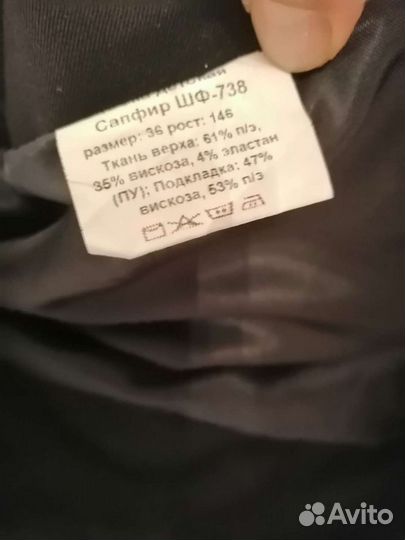 детская
Сапфир ШФ-738
размер: 36 рост: 146
Ткань верха: 61% п/э,
35% вискоза, 4% эластан
(ПУ); Подкладка: 47%
вискоза, 53% п/э
Avito